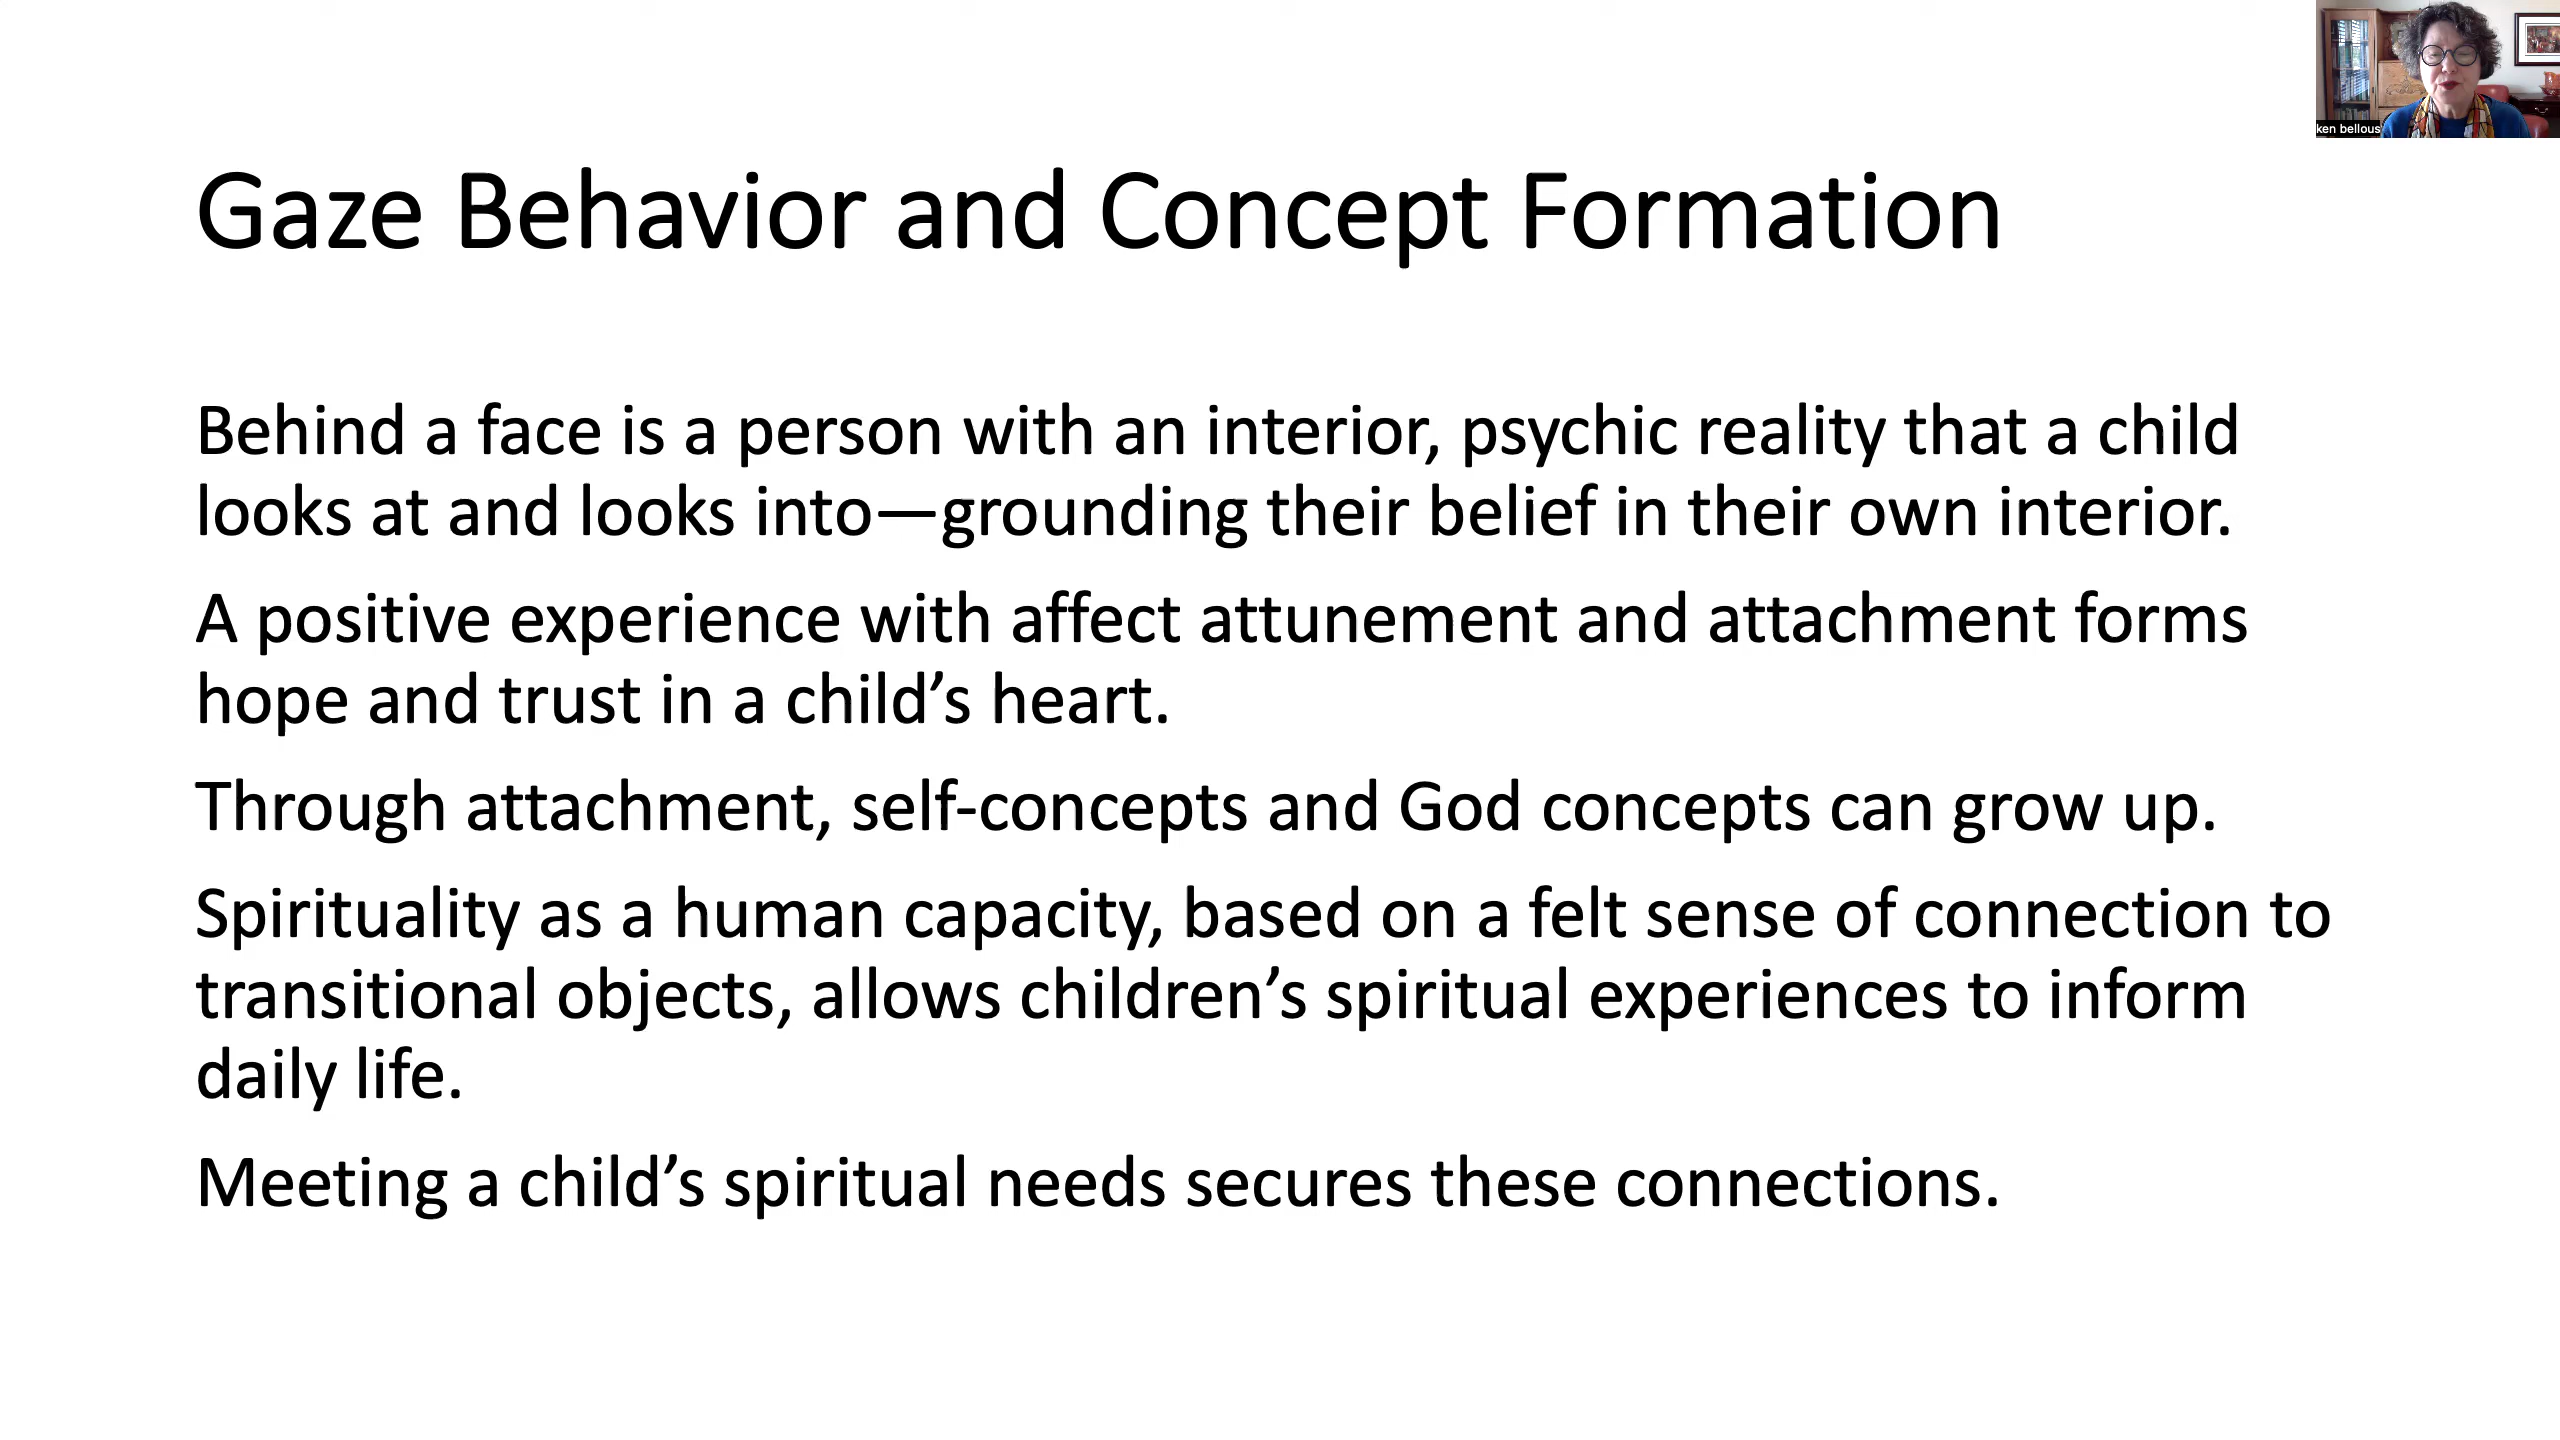 ken bellous
Gaze Behavior and Concept Formation
Behind a face is a person with an interior, psychic reality that a child
looks at and looks into—grounding their belief in their own interior.
A positive experience with affect attunement and attachment forms
hope and trust in a child’s heart.
Through attachment, self-concepts and God concepts can grow up.
Spirituality as a human capacity, based on a felt sense of connection to
transitional objects, allows children’s spiritual experiences to inform
daily life.
Meeting a child’s spiritual needs secures these connections.